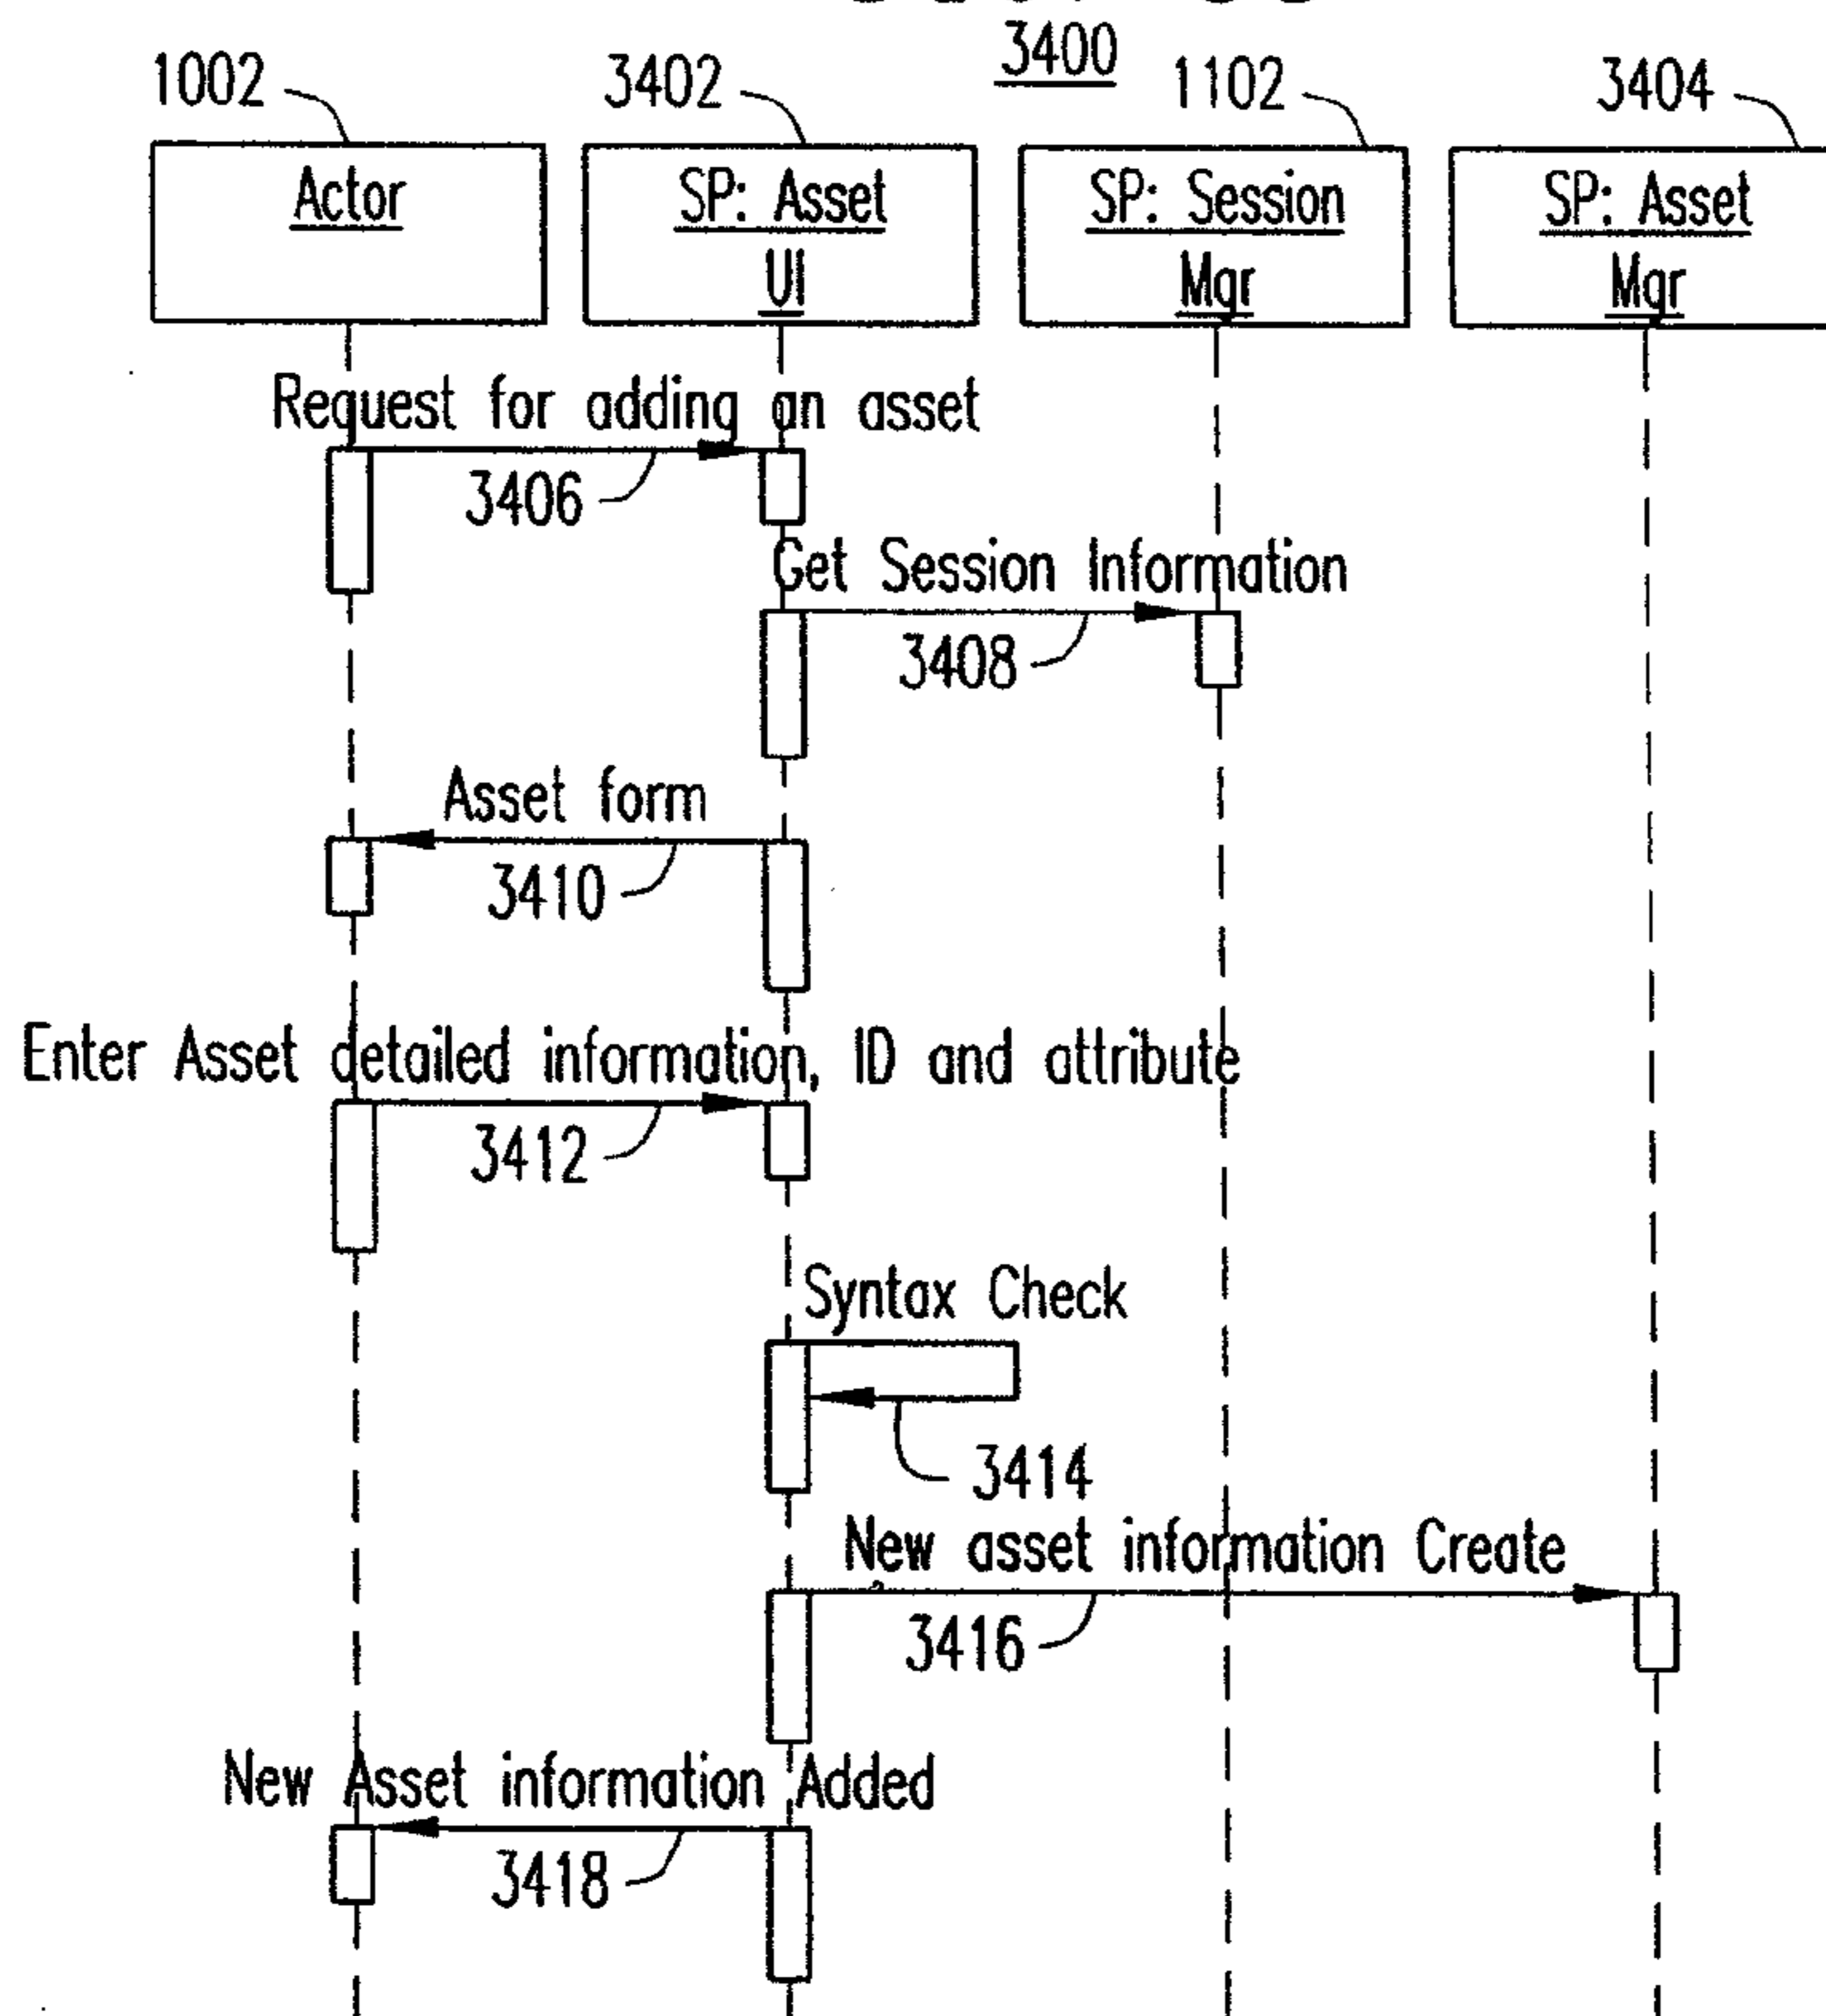 3400
1002
3402
1102
3404
Actor
SP: Asset
UI
SP: Session
Mgr
SP: Asset
Mgr
Request for adding an asset
3406
Get Session Information
3408
Asset form
3410
Enter Asset detailed information, ID and attribute
3412
Syntax Check
3414
New asset information Create
3416
New Asset information Added
3418